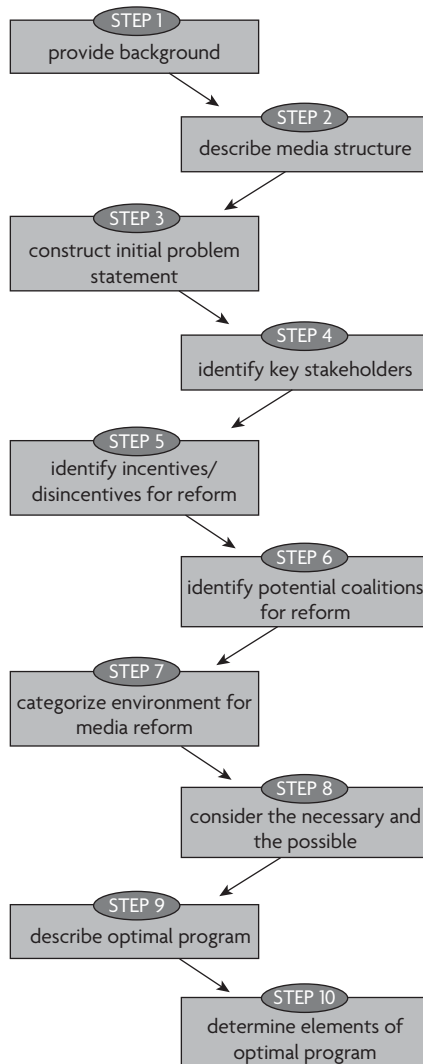 STEP 1
provide background
STEP 2
describe media structure
STEP 3
construct initial problem
statement
STEP 4
identify key stakeholders
STEP 5
identify incentives/
disincentives for reform
STEP 6
identify potential coalitions
for reform
STEP 7
categorize environment for
media reform
STEP 8
consider the necessary and
the possible
STEP 9
describe optimal program
STEP 10
determine elements of
optimal program